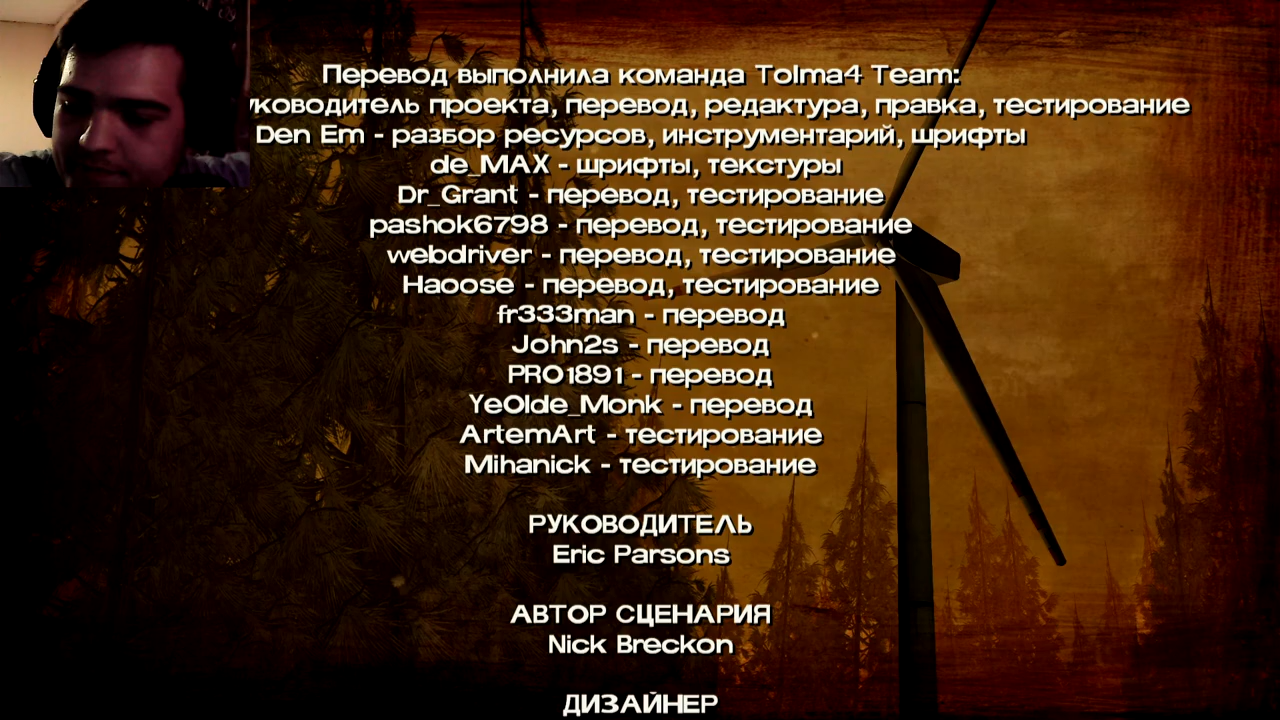 Перевод выполнила команда Tolma4 Team:
проекта, перевод, редактура, правка, тестирование
Den Em - разбор ресурсов, инструментарий, шрифты
de_MAX - шрифты, текстуры
Dr_Grant - перевод, тестирование
pashok6798 - перевод, тестирование
webdriver - перевод, тестирование
Haoose - перевод, тестирование
fr333man - перевод
John2s - перевод
PRO1891 - перевод
YeOlde_Monk - перевод
ArtemArt - тестирование
Mihanick - тестирование
РУКОВОДИТЕЛЬ
Eric Parsons
АВТОР СЦЕНАРИЯ
Nick Breckon
ДИЗАЙНЕР